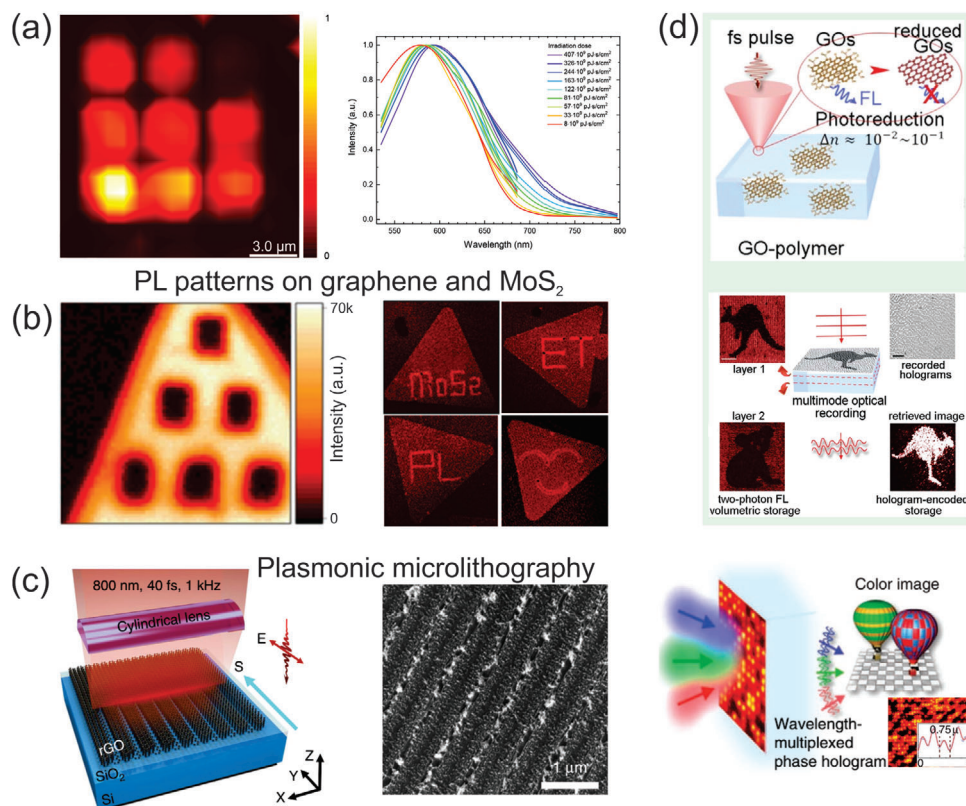 (a)
1
0
3.0 µm
Intensity (a.u.)
1.0
0.8
0.6
0.4
0.2
0.0
550
600
650
700
750
800
Wavelength (nm)
Irradiation dose
407·10⁹ pJ·s/cm²
326·10⁹ pJ·s/cm²
244·10⁹ pJ·s/cm²
163·10⁹ pJ·s/cm²
122·10⁹ pJ·s/cm²
81·10⁹ pJ·s/cm²
57·10⁹ pJ·s/cm²
33·10⁹ pJ·s/cm²
8·10⁹ pJ·s/cm²
PL patterns on graphene and MoS₂
(b)
70k
Intensity (a.u.)
0
MoS2
ET
PL
(c)
Plasmonic microlithography
800 nm, 40 fs, 1 kHz
Cylindrical lens
E
S
rGO
SiO₂
Si
Z
Y
X
1 µm
(d)
fs pulse
GOs
reduced
GOs
FL
X
Photoreduction
Δn ≈ 10⁻²~10⁻¹
GO-polymer
layer 1
recorded
holograms
multimode optical
recording
layer 2
retrieved image
two-photon FL
volumetric storage
hologram-encoded
storage
Color image
Wavelength-
multiplexed
phase hologram
0.75µ
0